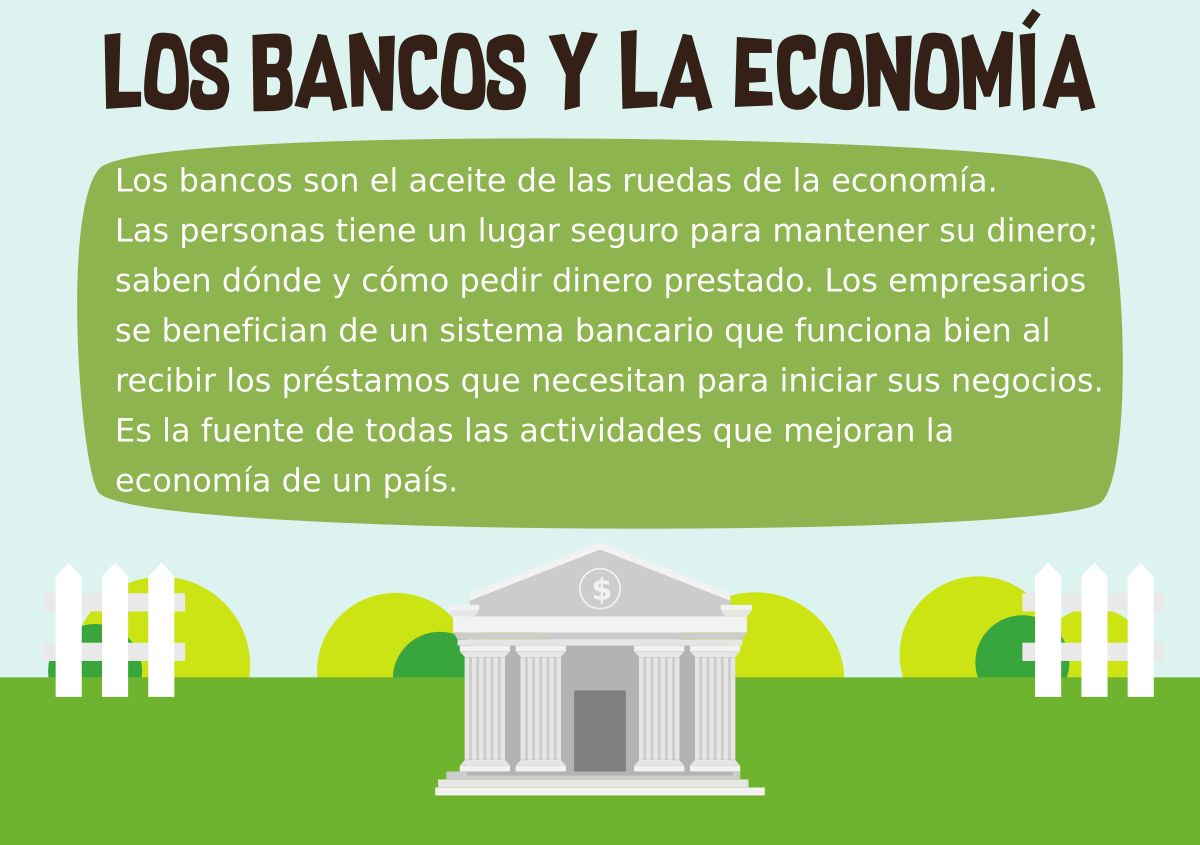 LOS BANCOS Y LA ECONOMÍA
Los bancos son el aceite de las ruedas de la economía.
Las personas tiene un lugar seguro para mantener su dinero;
saben dónde y cómo pedir dinero prestado. Los empresarios
se benefician de un sistema bancario que funciona bien al
recibir los préstamos que necesitan para iniciar sus negocios.
Es la fuente de todas las actividades que mejoran la
economía de un país.
$